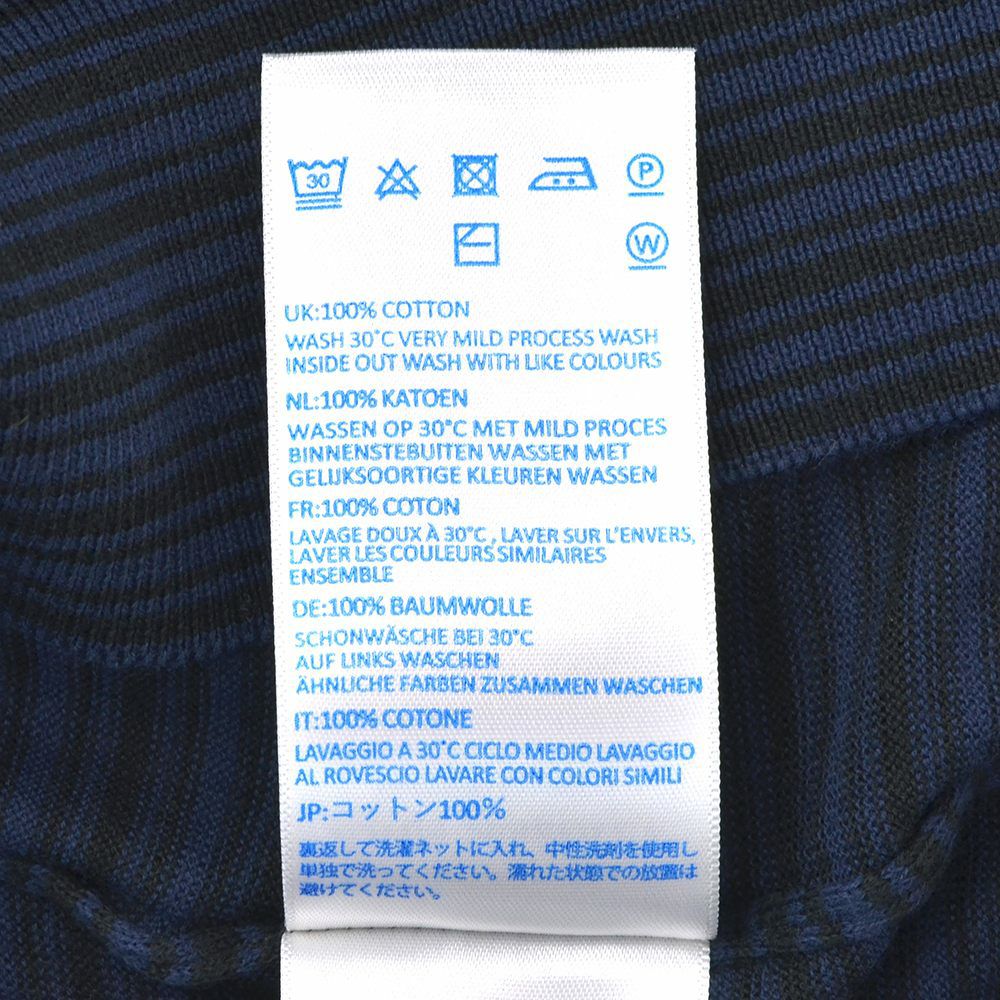 30
P
W
UK:100% COTTON
WASH 30°C VERY MILD PROCESS WASH
INSIDE OUT WASH WITH LIKE COLOURS
NL:100% KATOEN
WASSEN OP 30°C MET MILD PROCES
BINNENSTEBUITEN WASSEN MET
GELIJKSOORTIGE KLEUREN WASSEN
FR:100% COTON
LAVAGE DOUX À 30°C , LAVER SUR L'ENVERS,
LAVER LES COULEURS SIMILAIRES
ENSEMBLE
DE:100% BAUMWOLLE
SCHONWÄSCHE BEI 30°C
AUF LINKS WASCHEN
ÄHNLICHE FARBEN ZUSAMMEN WASCHEN
IT:100% COTONE
LAVAGGIO A 30°C CICLO MEDIO LAVAGGIO
AL ROVESCIO LAVARE CON COLORI SIMILI
JP:コットン100%
裏返して洗濯ネットに入れ、中性洗剤を使用し
単独で洗ってください。濡れた状態での放置は
避けてください。